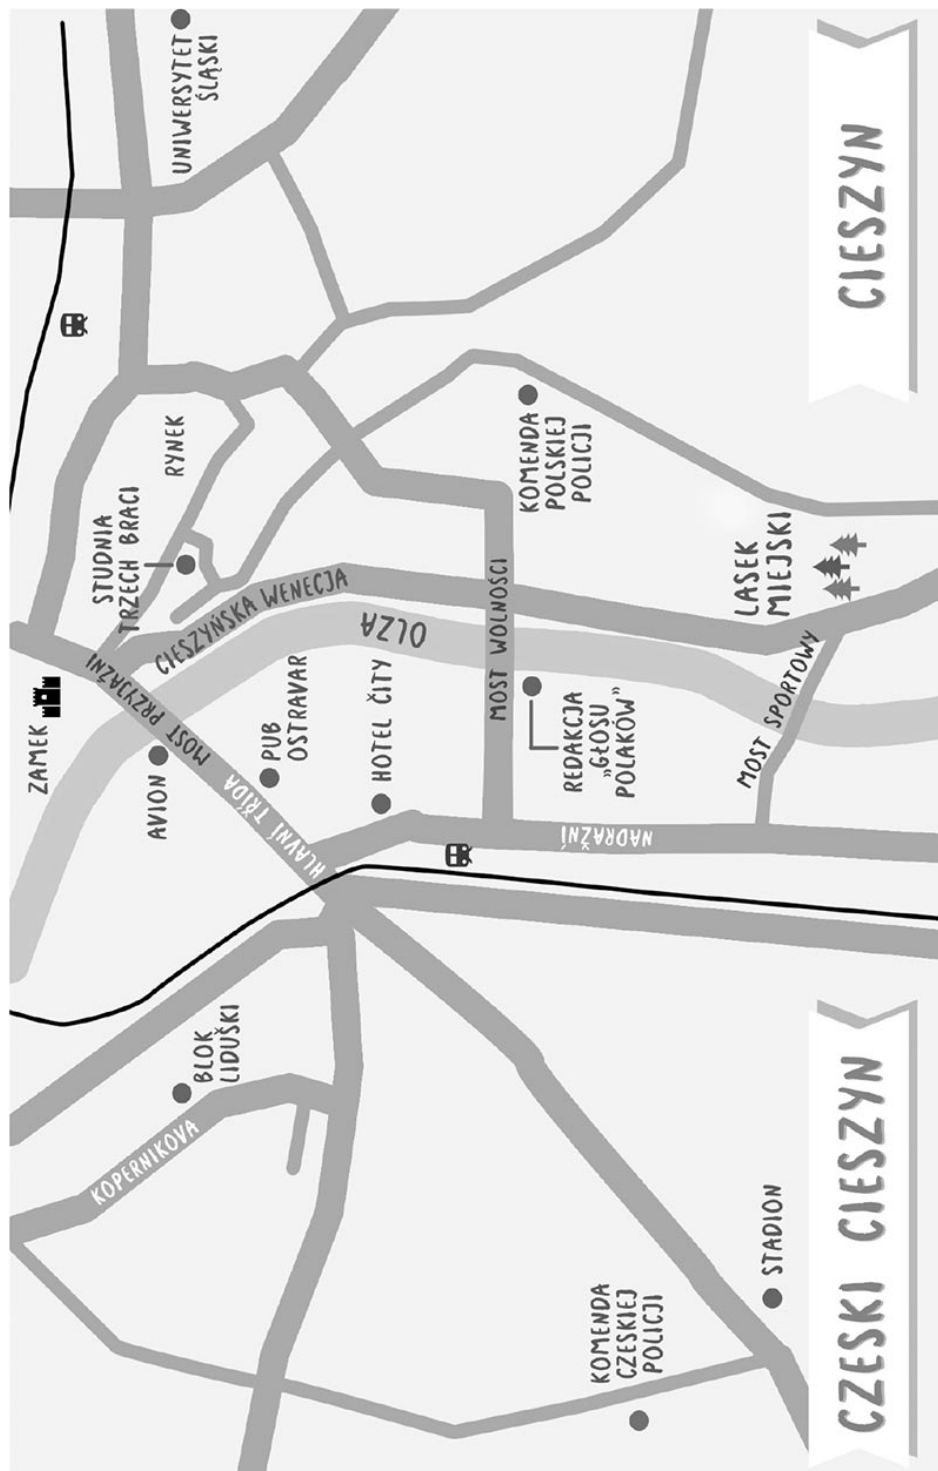 CZESKI CIESZYN
CIESZYN
ZAMEK
STUDNIA
TRZECH BRACI
RYNEK
UNIWERSYTET
ŚLĄSKI
AVION
MOST PRZYJAŹNI
CIESZYŃSKA WENECJA
OLZA
PUB
OSTRAVAR
HLAVNÍ TŘÍDA
HOTEL ČITY
KOPERNIKOVA
BLOK
LIDUŠKI
MOST WOLNOŚCI
KOMENDA
POLSKIEJ
POLICJI
REDAKCJA
„GŁOSU
POLAKÓW”
NADRAŽNÍ
KOMENDA
CZESKIEJ
POLICJI
MOST SPORTOWY
LASEK
MIEJSKI
STADION